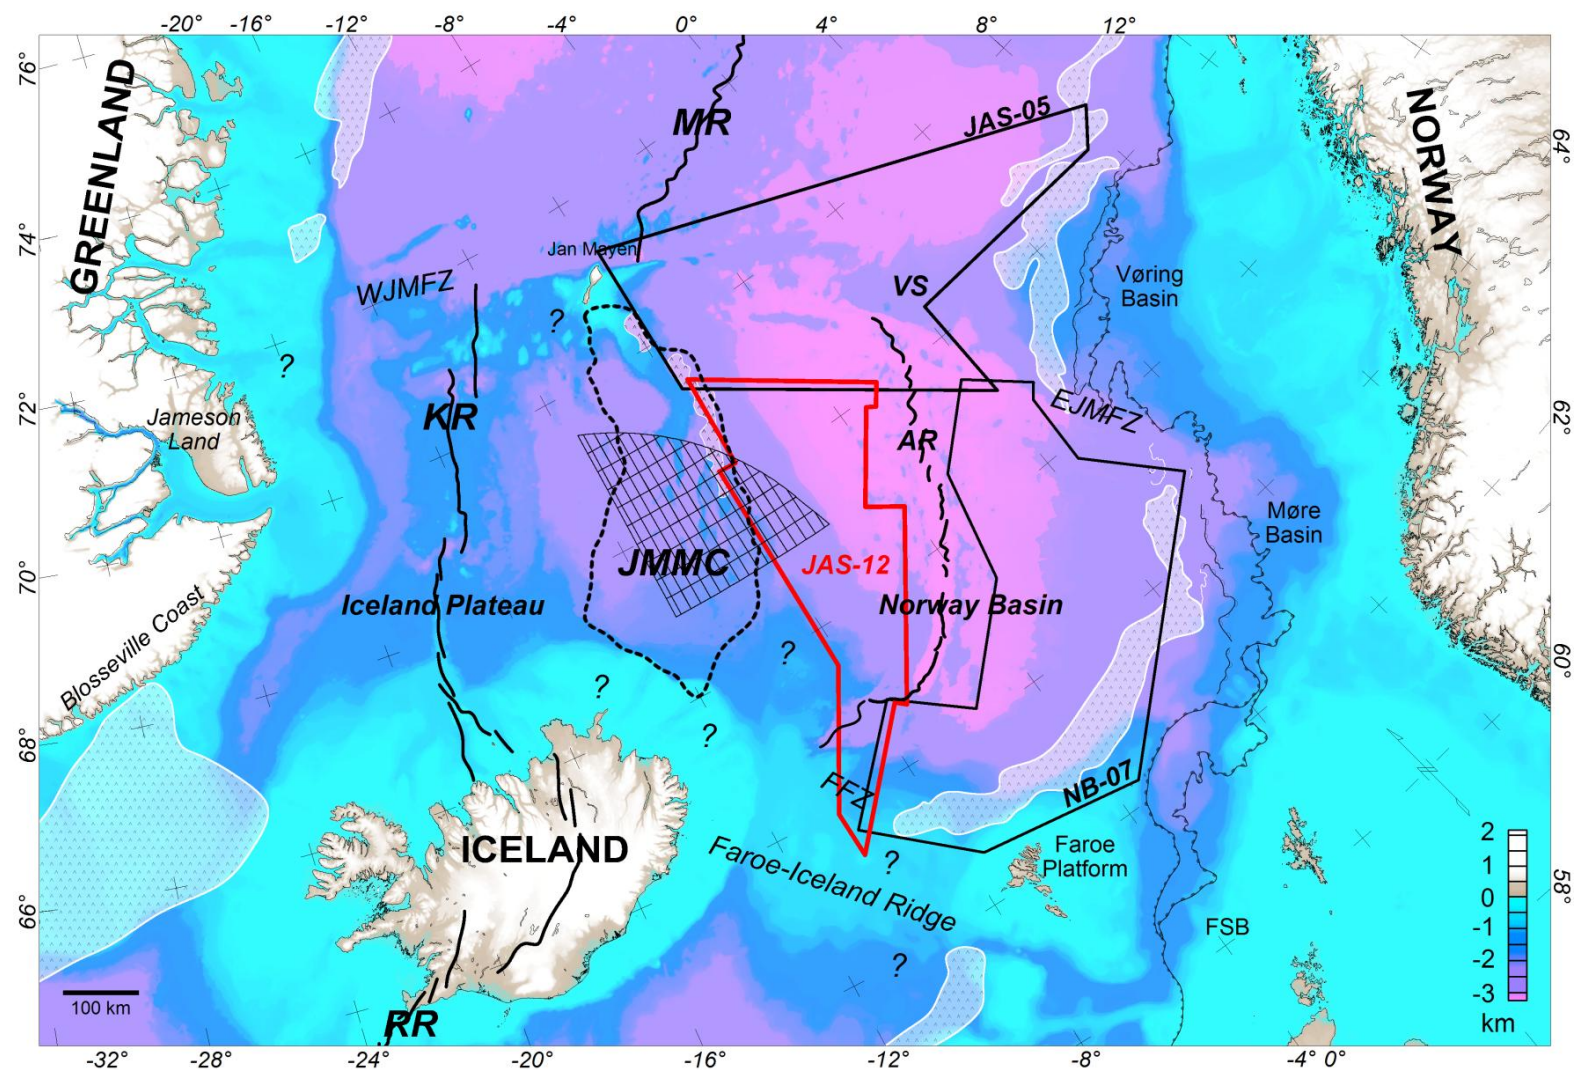 -20° -16° -12° -8° -4° 0° 4° 8° 12°
76°
74°
72°
70°
68°
66°
64°
62°
60°
58°
GREENLAND
NORWAY
MR
JAS-05
Jan Mayen
WJMFZ
VS
Vøring
Basin
?
?
KR
Jameson
Land
AR
EJMFZ
Møre
Basin
JMMC
JAS-12
Iceland Plateau
Norway Basin
Blosseville Coast
?
?
?
FFZ
NB-07
ICELAND
Faroe-Iceland Ridge
?
Faroe
Platform
FSB
?
RR
100 km
2
1
0
-1
-2
-3
km
-32° -28° -24° -20° -16° -12° -8° -4° 0°